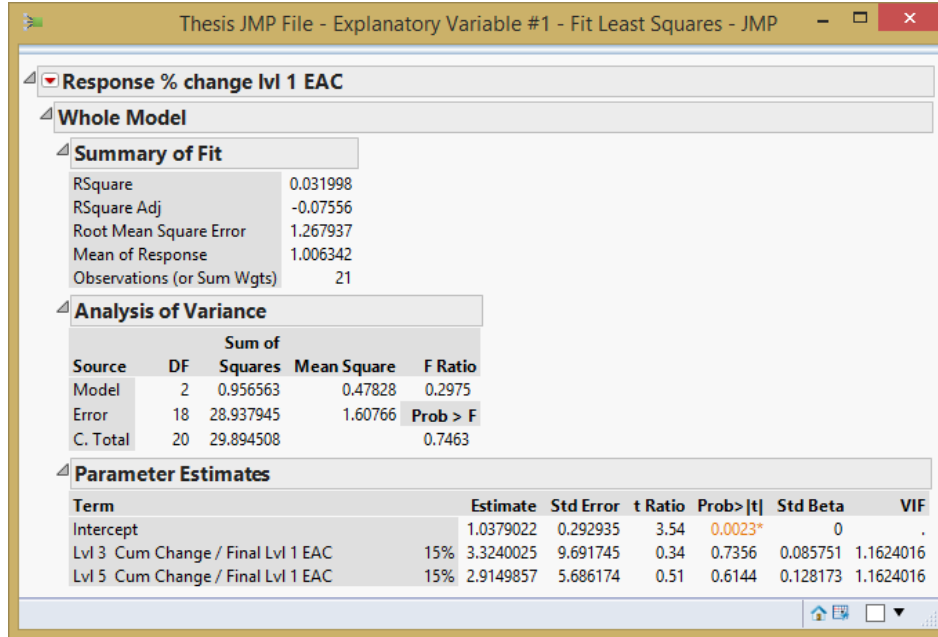 Thesis JMP File - Explanatory Variable #1 - Fit Least Squares - JMP
Response % change lvl 1 EAC
Whole Model
Summary of Fit
RSquare 0.031998
RSquare Adj -0.07556
Root Mean Square Error 1.267937
Mean of Response 1.006342
Observations (or Sum Wgts) 21
Analysis of Variance
Sum of
Source DF Squares Mean Square F Ratio
Model 2 0.956563 0.47828 0.2975
Error 18 28.937945 1.60766 Prob > F
C. Total 20 29.894508 0.7463
Parameter Estimates
Term Estimate Std Error t Ratio Prob>|t| Std Beta VIF
Intercept 1.0379022 0.292935 3.54 0.0023* 0 .
Lvl 3 Cum Change / Final Lvl 1 EAC 15% 3.3240025 9.691745 0.34 0.7356 0.085751 1.1624016
Lvl 5 Cum Change / Final Lvl 1 EAC 15% 2.9149857 5.686174 0.51 0.6144 0.128173 1.1624016